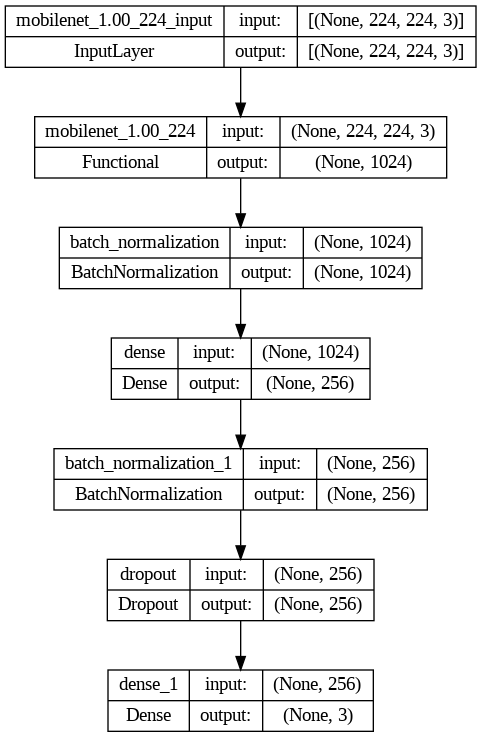 mobilenet_1.00_224_input input: [(None, 224, 224, 3)]
InputLayer output: [(None, 224, 224, 3)]
mobilenet_1.00_224 input: (None, 224, 224, 3)
Functional output: (None, 1024)
batch_normalization input: (None, 1024)
BatchNormalization output: (None, 1024)
dense input: (None, 1024)
Dense output: (None, 256)
batch_normalization_1 input: (None, 256)
BatchNormalization output: (None, 256)
dropout input: (None, 256)
Dropout output: (None, 256)
dense_1 input: (None, 256)
Dense output: (None, 3)